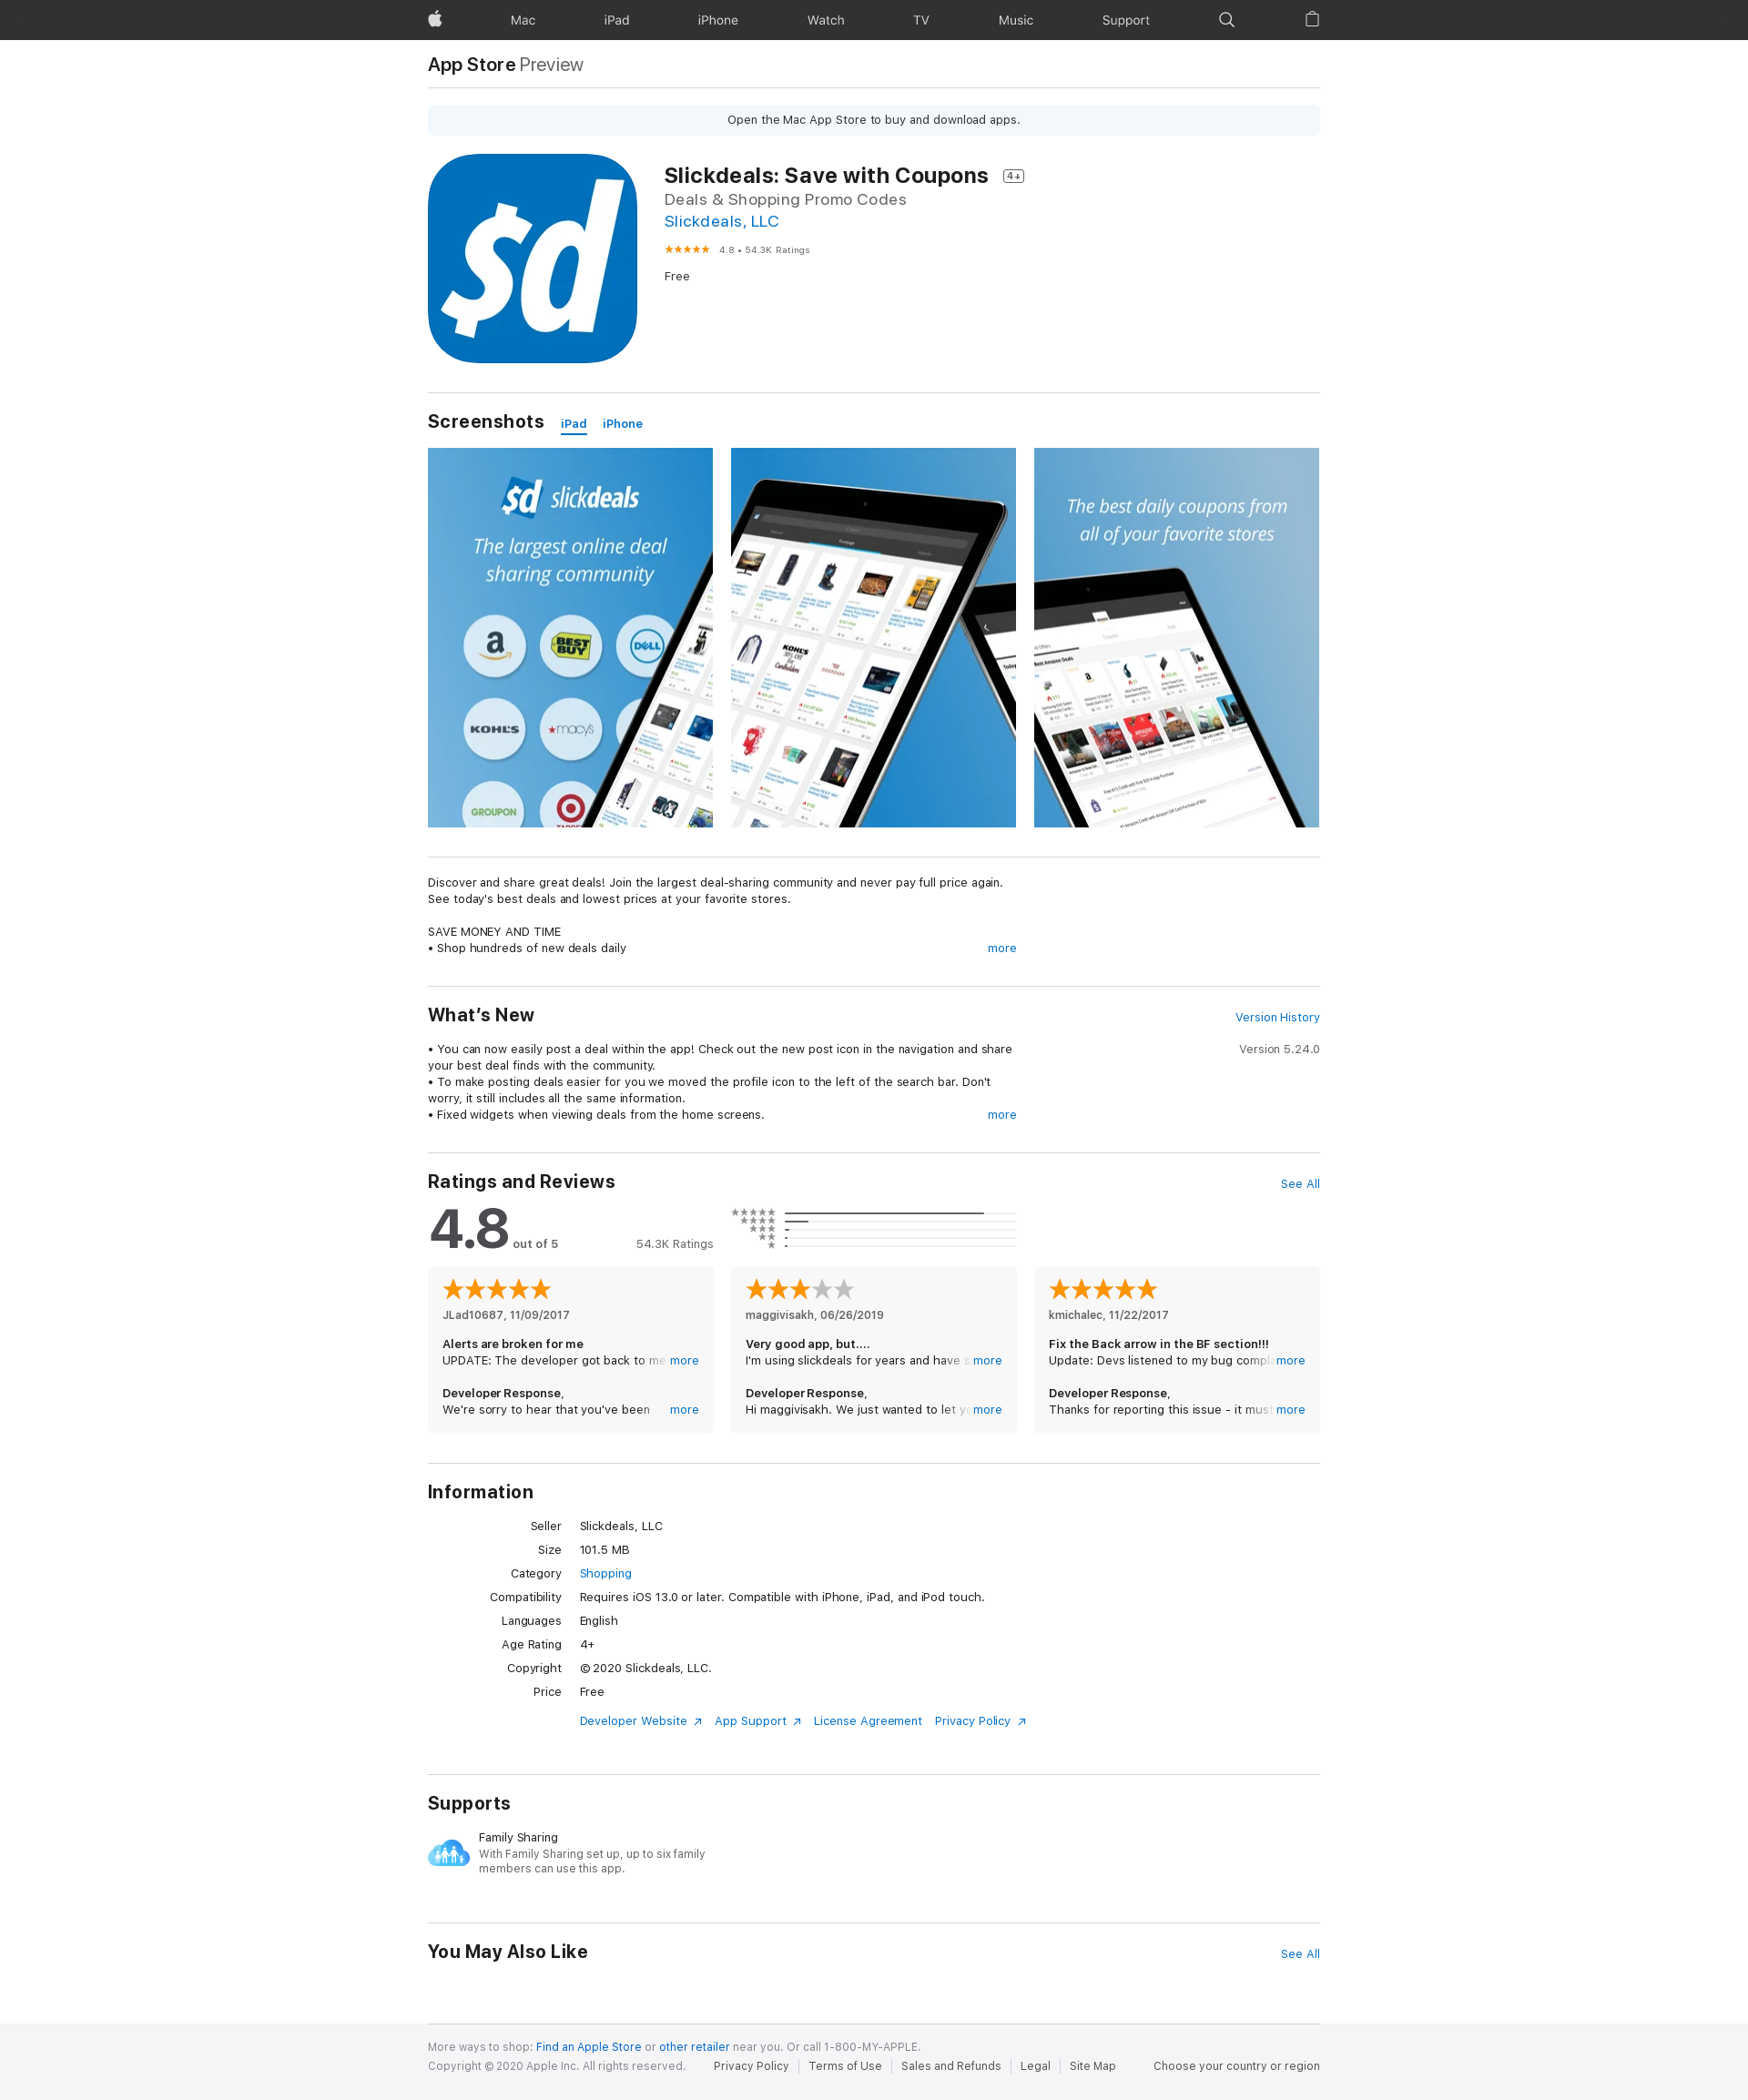 Mac
iPad
iPhone
Watch
TV
Music
Support
App Store Preview
Open the Mac App Store to buy and download apps.
$d
Slickdeals: Save with Coupons 4+
Deals & Shopping Promo Codes
Slickdeals, LLC
4.8 • 54.3K Ratings
Free
Screenshots iPad iPhone
$d slickdeals
The largest online deal
sharing community
a
BEST BUY
DELL
KOHL'S
macy's
GROUPON
KOHL'S
The best daily coupons from
all of your favorite stores
Discover and share great deals! Join the largest deal-sharing community and never pay full price again.
See today's best deals and lowest prices at your favorite stores.
SAVE MONEY AND TIME
• Shop hundreds of new deals daily
more
What's New
Version History
• You can now easily post a deal within the app! Check out the new post icon in the navigation and share
your best deal finds with the community.
• To make posting deals easier for you we moved the profile icon to the left of the search bar. Don't
worry, it still includes all the same information.
• Fixed widgets when viewing deals from the home screens.
more
Version 5.24.0
Ratings and Reviews
See All
4.8 out of 5
54.3K Ratings
JLad10687, 11/09/2017
Alerts are broken for me
UPDATE: The developer got back to me more
Developer Response,
We're sorry to hear that you've been more
maggivisakh, 06/26/2019
Very good app, but....
I'm using slickdeals for years and have s more
Developer Response,
Hi maggivisakh. We just wanted to let yo more
kmichalec, 11/22/2017
Fix the Back arrow in the BF section!!!
Update: Devs listened to my bug compla more
Developer Response,
Thanks for reporting this issue - it must more
Information
Seller Slickdeals, LLC
Size 101.5 MB
Category Shopping
Compatibility Requires iOS 13.0 or later. Compatible with iPhone, iPad, and iPod touch.
Languages English
Age Rating 4+
Copyright © 2020 Slickdeals, LLC.
Price Free
Developer Website App Support License Agreement Privacy Policy
Supports
Family Sharing
With Family Sharing set up, up to six family
members can use this app.
You May Also Like
See All
More ways to shop: Find an Apple Store or other retailer near you. Or call 1-800-MY-APPLE.
Copyright © 2020 Apple Inc. All rights reserved. Privacy Policy Terms of Use Sales and Refunds Legal Site Map Choose your country or region